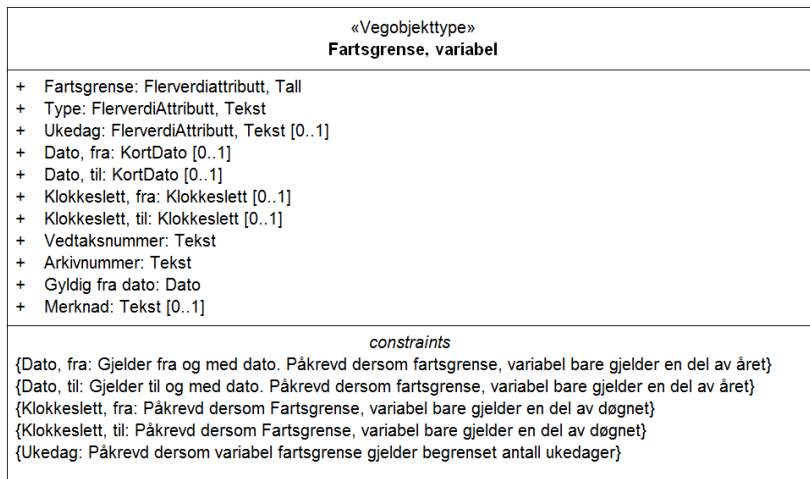 «Vegobjekttype»
Fartsgrense, variabel
+ Fartsgrense: Flerverdiattributt, Tall
+ Type: FlerverdiAttributt, Tekst
+ Ukedag: FlerverdiAttributt, Tekst [0..1]
+ Dato, fra: KortDato [0..1]
+ Dato, til: KortDato [0..1]
+ Klokkeslett, fra: Klokkeslett [0..1]
+ Klokkeslett, til: Klokkeslett [0..1]
+ Vedtaksnummer: Tekst
+ Arkivnummer: Tekst
+ Gyldig fra dato: Dato
+ Merknad: Tekst [0..1]
constraints
{Dato, fra: Gjelder fra og med dato. Påkrevd dersom fartsgrense, variabel bare gjelder en del av året}
{Dato, til: Gjelder til og med dato. Påkrevd dersom fartsgrense, variabel bare gjelder en del av året}
{Klokkeslett, fra: Påkrevd dersom Fartsgrense, variabel bare gjelder en del av døgnet}
{Klokkeslett, til: Påkrevd dersom Fartsgrense, variabel bare gjelder en del av døgnet}
{Ukedag: Påkrevd dersom variabel fartsgrense gjelder begrenset antall ukedager}